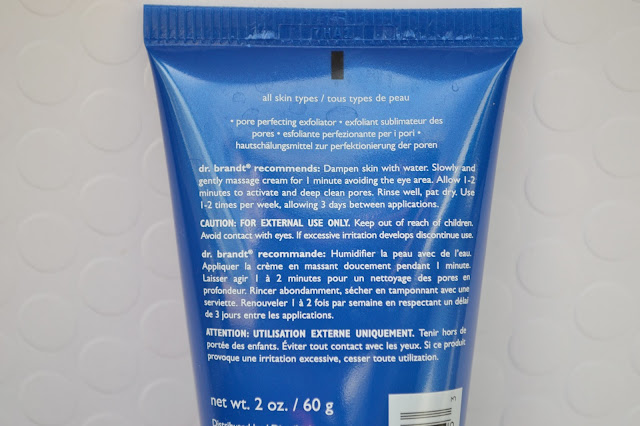 all skin types / tous types de peau
• pore perfecting exfoliator • exfoliant sublimateur des
pores • esfoliante perfezionante per i pori •
hautschälungsmittel zur perfektionierung der poren
dr. brandt® recommends: Dampen skin with water. Slowly and
gently massage cream for 1 minute avoiding the eye area. Allow 1-2
minutes to activate and deep clean pores. Rinse well, pat dry. Use
1-2 times per week, allowing 3 days between applications.
CAUTION: FOR EXTERNAL USE ONLY. Keep out of reach of children.
Avoid contact with eyes. If excessive irritation develops discontinue use.
dr. brandt® recommande: Humidifier la peau avec de l'eau.
Appliquer la crème en massant doucement pendant 1 minute.
Laisser agir 1 à 2 minutes pour un nettoyage des pores en
profondeur. Rincer abondamment, sécher en tamponnant avec une
serviette. Renouveler 1 à 2 fois par semaine en respectant un délai
de 3 jours entre les applications.
ATTENTION: UTILISATION EXTERNE UNIQUEMENT. Tenir hors de
portée des enfants. Éviter tout contact avec les yeux. Si ce produit
provoque une irritation excessive, cesser toute utilisation.
net wt. 2 oz. / 60 g